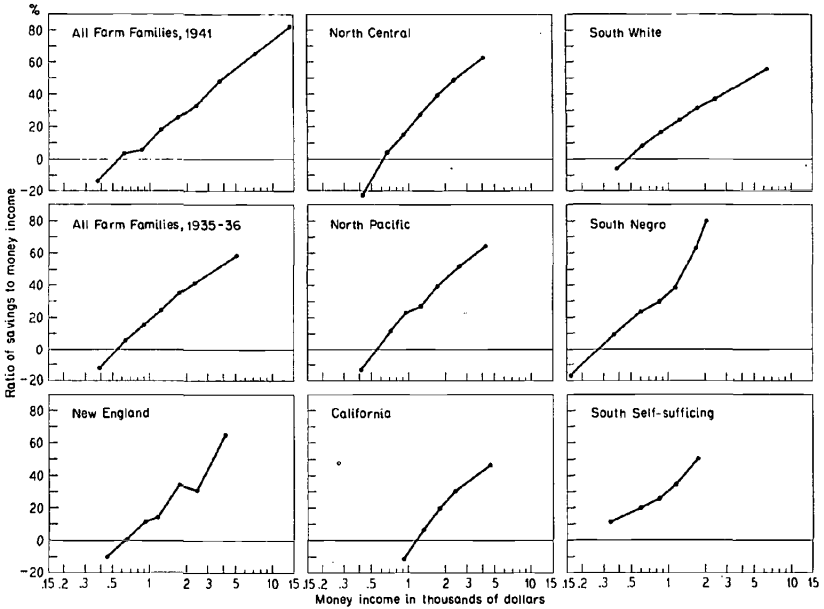 %
All Farm Families, 1941
North Central
South White
80
60
40
20
0
-20
All Farm Families, 1935-36
North Pacific
South Negro
80
60
40
20
0
-20
New England
California
South Self-sufficing
80
60
40
20
0
-20
.15 .2 .3 .5 1 2 3 5 10 15 .15 .2 .3 .5 1 2 3 5 10 15 .15 .2 .3 .5 1 2 3 5 10 15
Ratio of savings to money income
Money income in thousands of dollars